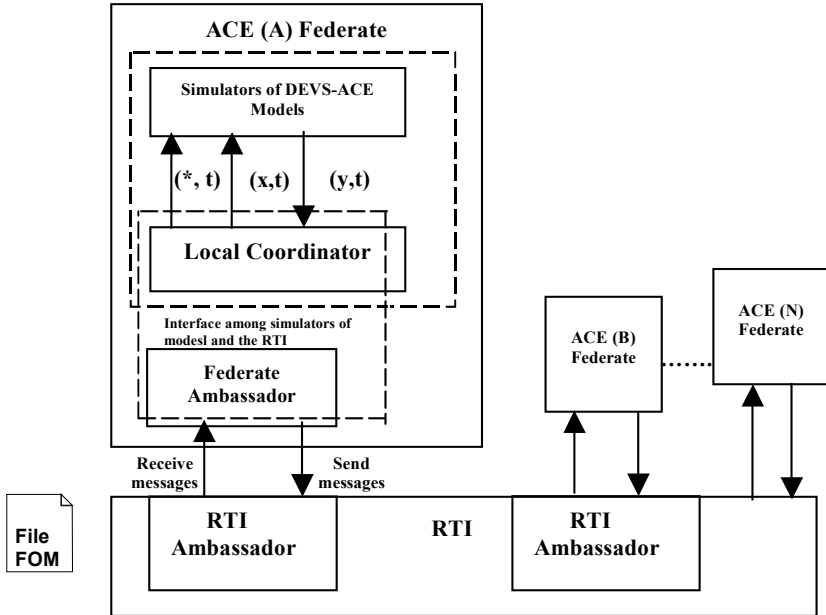 ACE (A) Federate
Simulators of DEVS-ACE
Models
(*, t)
(x,t)
(y,t)
Local Coordinator
Interface among simulators of
modesl and the RTI
Federate
Ambassador
ACE (B)
Federate
ACE (N)
Federate
Receive
messages
Send
messages
File
FOM
RTI
Ambassador
RTI
RTI
Ambassador